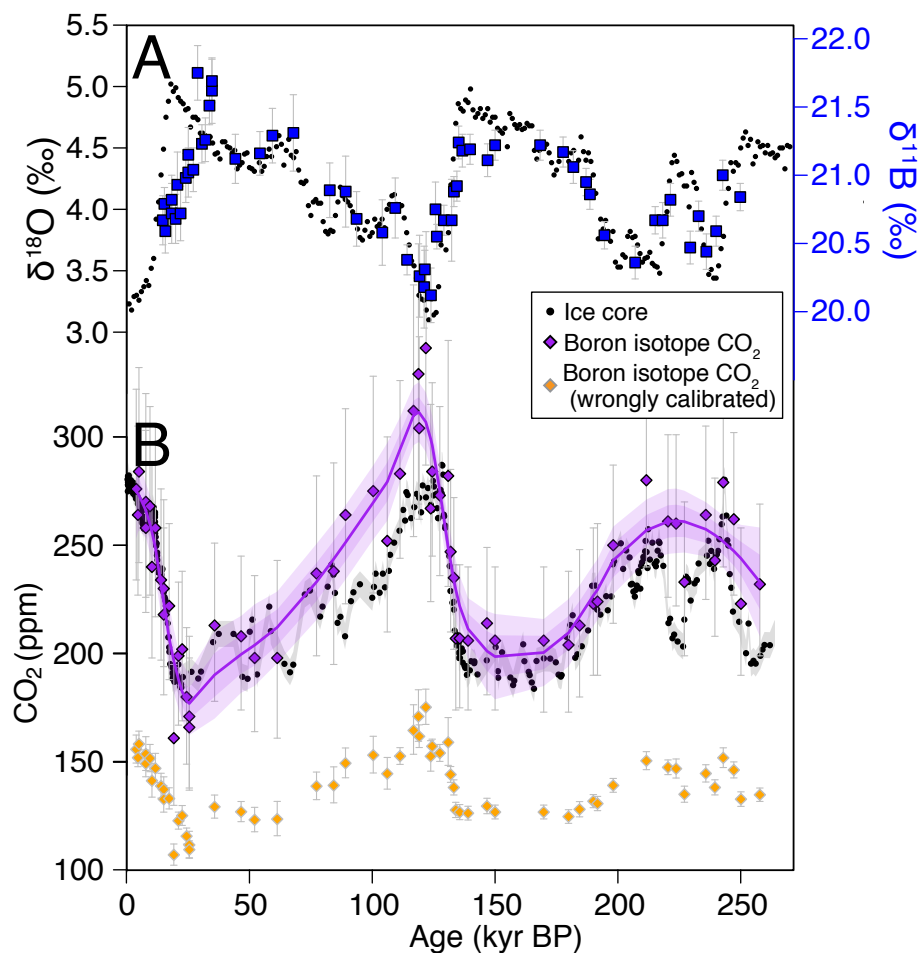 A
5.5
5.0
4.5
4.0
3.5
3.0
δ18O (‰)
22.0
21.5
21.0
20.5
20.0
δ11B (‰)
Ice core
Boron isotope CO2
Boron isotope CO2
(wrongly calibrated)
B
300
250
200
150
100
CO2 (ppm)
0
50
100
150
200
250
Age (kyr BP)